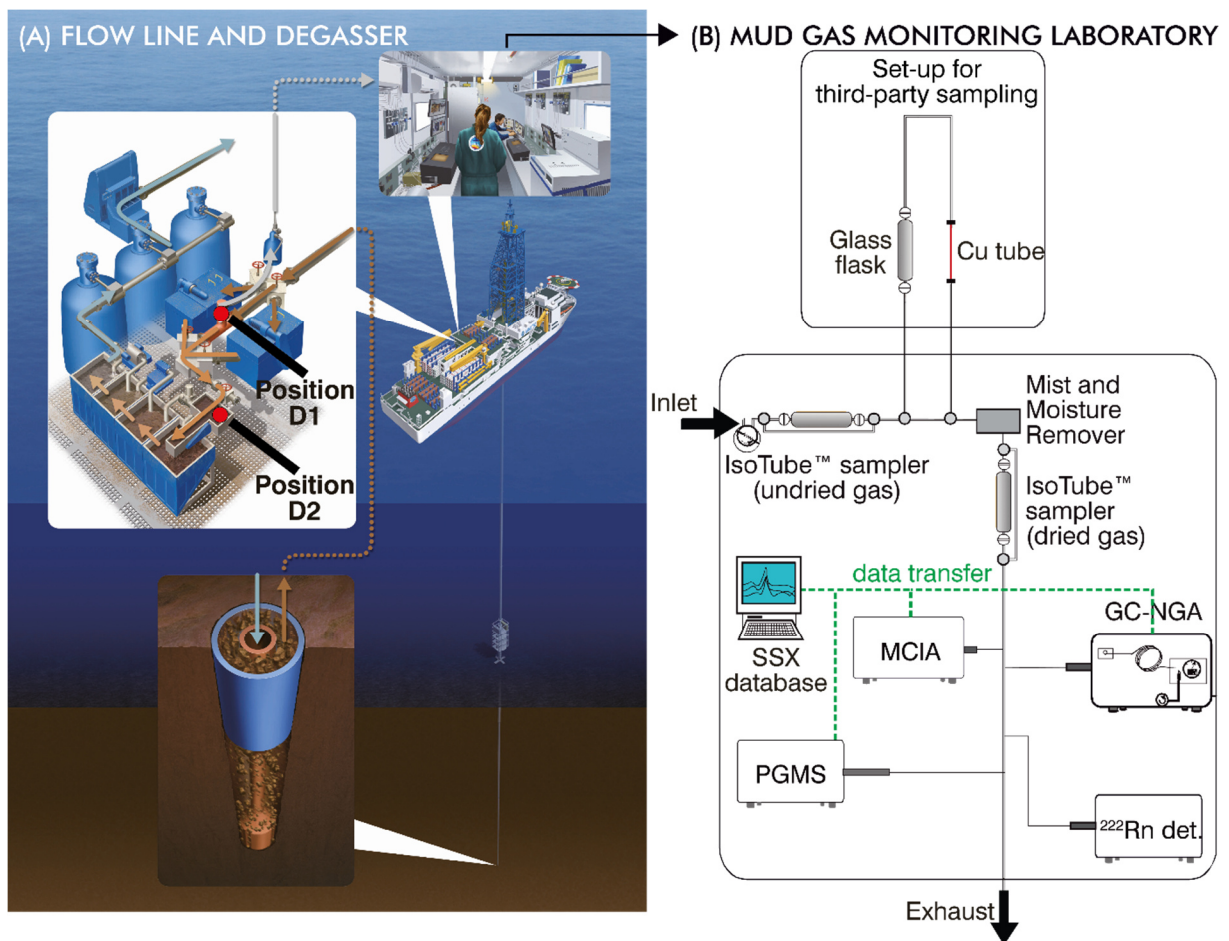 (A) FLOW LINE AND DEGASSER
(B) MUD GAS MONITORING LABORATORY
Position
D1
Position
D2
Set-up for
third-party sampling
Glass
flask
Cu tube
Inlet
IsoTube™ sampler
(undried gas)
Mist and
Moisture
Remover
IsoTube™
sampler
(dried gas)
data transfer
SSX
database
MCIA
GC-NGA
PGMS
²²²Rn det.
Exhaust